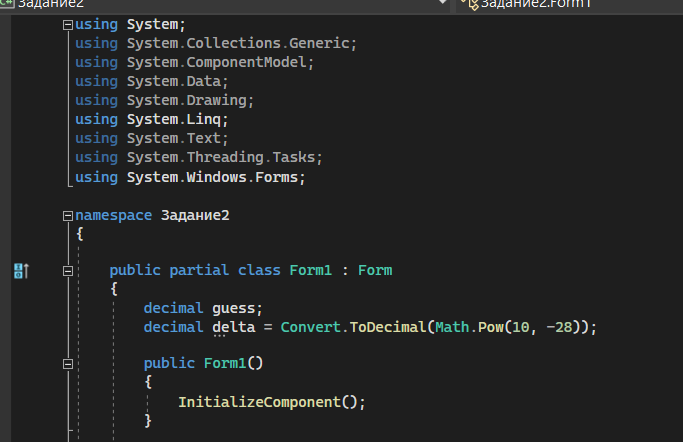 C# Задание2 Задание2.Form1
using System;
using System.Collections.Generic;
using System.ComponentModel;
using System.Data;
using System.Drawing;
using System.Linq;
using System.Text;
using System.Threading.Tasks;
using System.Windows.Forms;
namespace Задание2
{
public partial class Form1 : Form
{
decimal guess;
decimal delta = Convert.ToDecimal(Math.Pow(10, -28));
public Form1()
{
InitializeComponent();
}